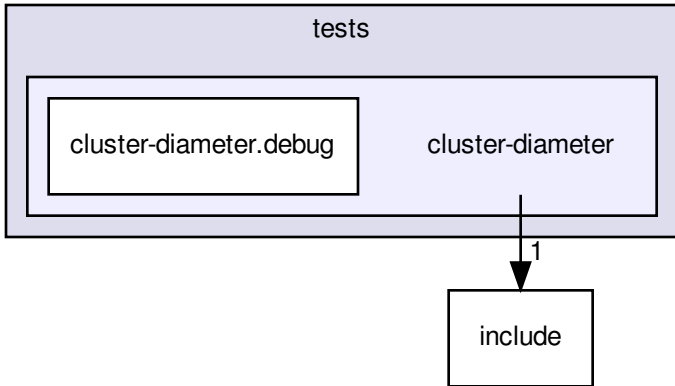 tests
cluster-diameter.debug
cluster-diameter
1
include